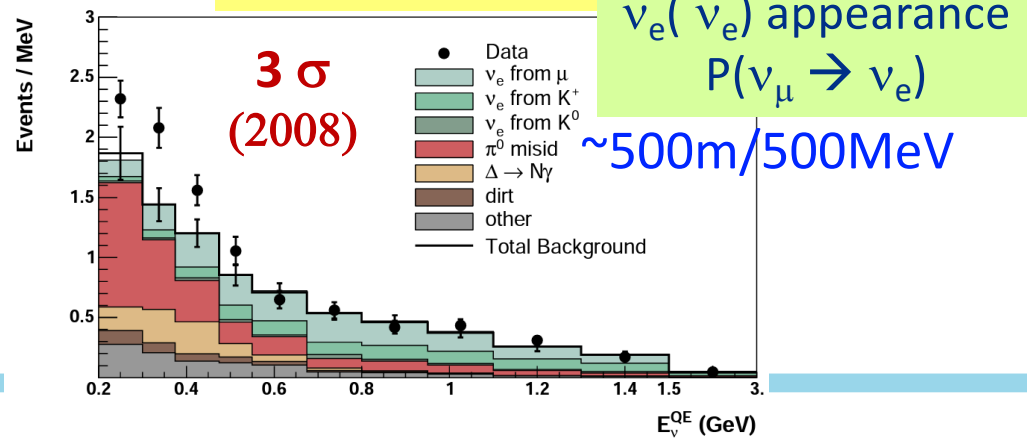 νe( νe) appearance
P(νμ → νe)
~500m/500MeV
3 σ
(2008)
Events / MeV
3
2.5
2
1.5
1
0.5
Data
νe from μ
νe from K+
νe from K0
π0 misid
Δ → Nγ
dirt
other
Total Background
0.2 0.4 0.6 0.8 1 1.2 1.4 1.5 3.
EνQE (GeV)